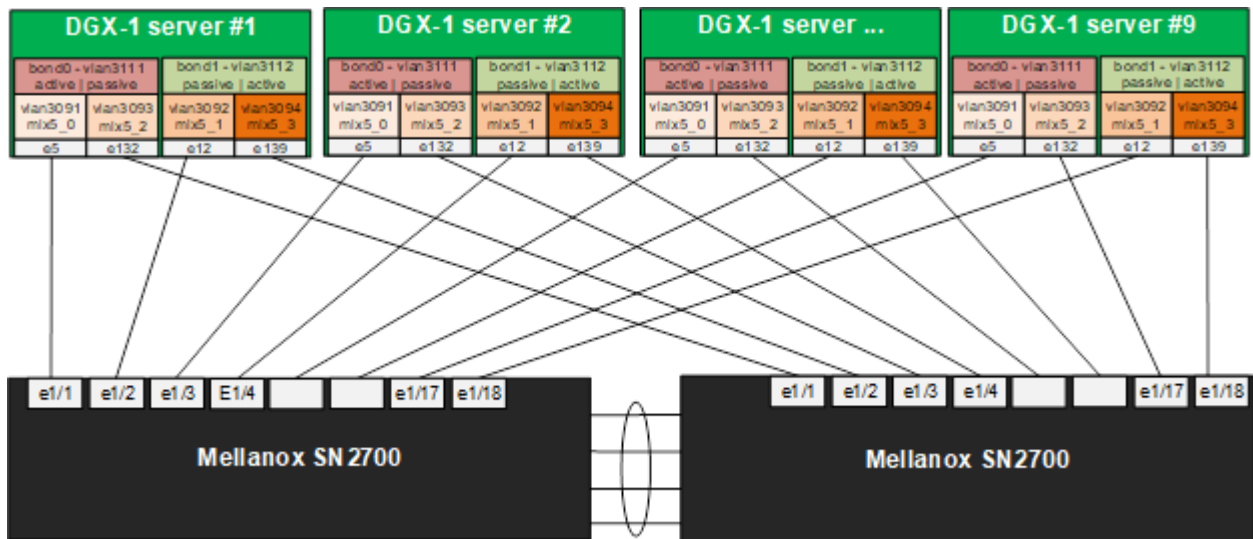 DGX-1 server #1
DGX-1 server #2
DGX-1 server ...
DGX-1 server #9
bond0 - vlan3111
active | passive
bond1 - vlan3112
passive | active
bond0 - vlan3111
active | passive
bond1 - vlan3112
passive | active
bond0 - vlan3111
active | passive
bond1 - vlan3112
passive | active
bond0 - vlan3111
active | passive
bond1 - vlan3112
passive | active
vlan3091 vlan3093 vlan3092 vlan3094
mlx5_0 mlx5_2 mlx5_1 mlx5_3
e5 e132 e12 e139
vlan3091 vlan3093 vlan3092 vlan3094
mlx5_0 mlx5_2 mlx5_1 mlx5_3
e5 e132 e12 e139
vlan3091 vlan3093 vlan3092 vlan3094
mlx5_0 mlx5_2 mlx5_1 mlx5_3
e5 e132 e12 e139
vlan3091 vlan3093 vlan3092 vlan3094
mlx5_0 mlx5_2 mlx5_1 mlx5_3
e5 e132 e12 e139
e1/1 e1/2 e1/3 E1/4 e1/17 e1/18
Mellanox SN2700
e1/1 e1/2 e1/3 e1/4 e1/17 e1/18
Mellanox SN2700